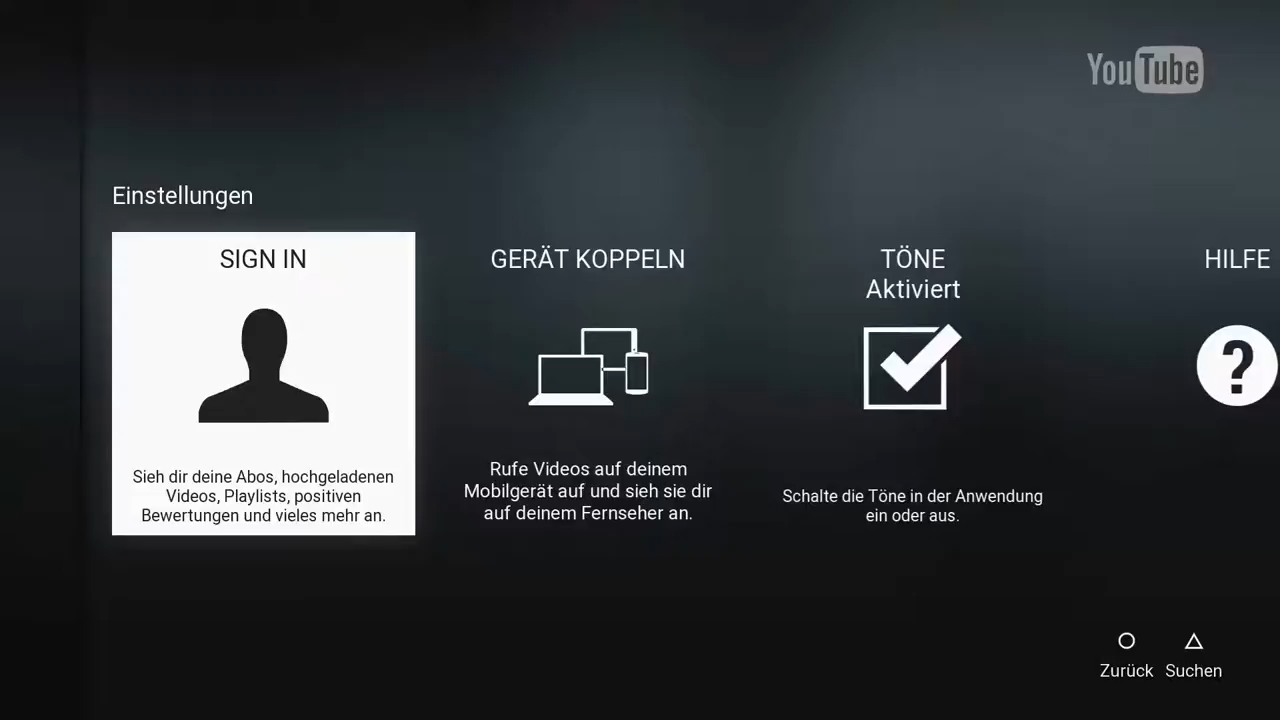 YouTube
Einstellungen
SIGN IN
Sieh dir deine Abos, hochgeladenen
Videos, Playlists, positiven
Bewertungen und vieles mehr an.
GERÄT KOPPELN
Rufe Videos auf deinem
Mobilgerät auf und sieh sie dir
auf deinem Fernseher an.
TÖNE
Aktiviert
Schalte die Töne in der Anwendung
ein oder aus.
HILFE
?
Zurück
Suchen